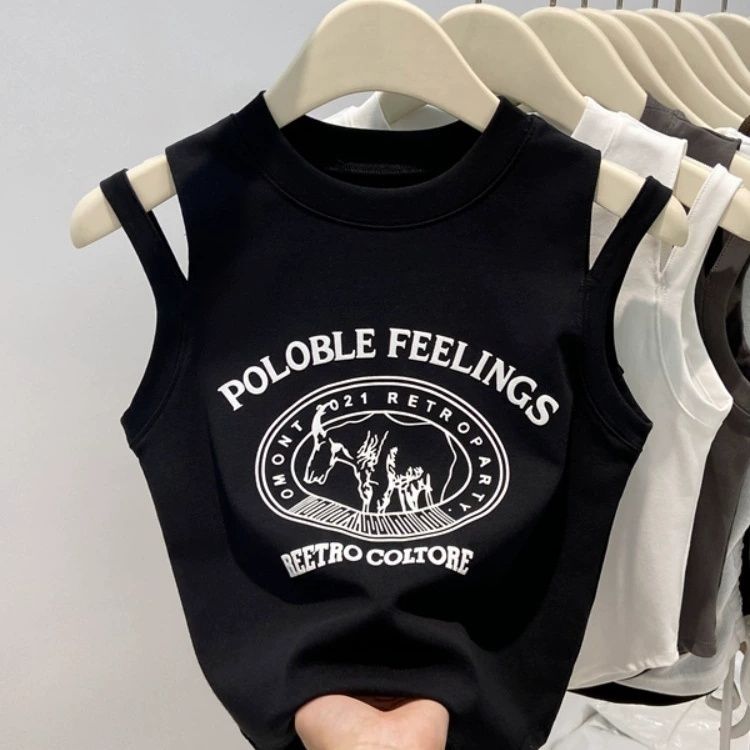 POLOBLE FEELINGS
OMONT 2021 RETROPARTY.
REETRO COLTORE